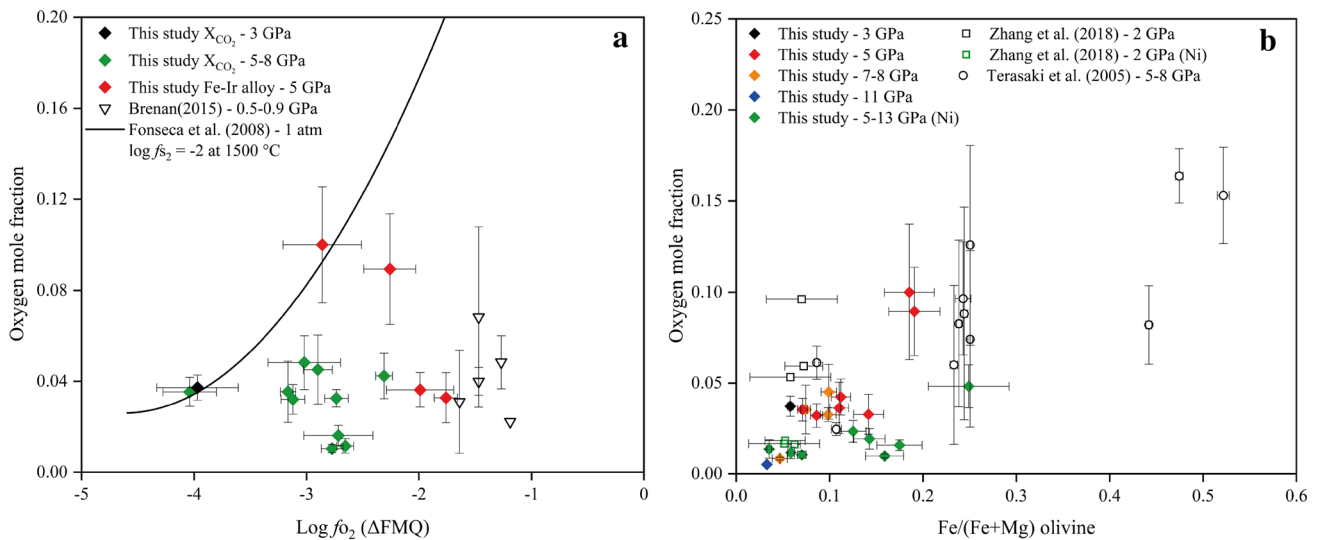 a
This study X_CO₂ - 3 GPa
This study X_CO₂ - 5-8 GPa
This study Fe-Ir alloy - 5 GPa
Brenan(2015) - 0.5-0.9 GPa
Fonseca et al. (2008) - 1 atm
log fs₂ = -2 at 1500 °C
Oxygen mole fraction
0.20
0.16
0.12
0.08
0.04
0.00
-5 -4 -3 -2 -1 0
Log fo₂ (ΔFMQ)
b
This study - 3 GPa
This study - 5 GPa
This study - 7-8 GPa
This study - 11 GPa
This study - 5-13 GPa (Ni)
Zhang et al. (2018) - 2 GPa
Zhang et al. (2018) - 2 GPa (Ni)
Terasaki et al. (2005) - 5-8 GPa
Oxygen mole fraction
0.25
0.20
0.15
0.10
0.05
0.00
0.0 0.1 0.2 0.3 0.4 0.5 0.6
Fe/(Fe+Mg) olivine